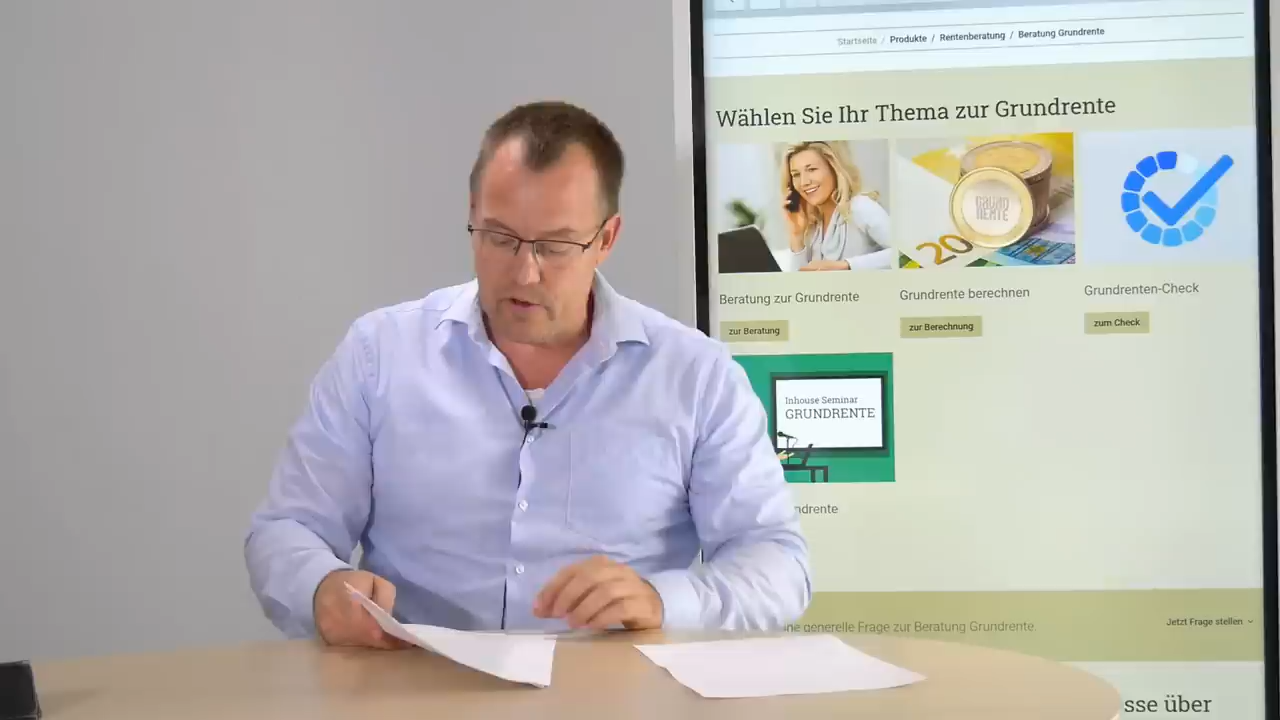 Startseite / Produkte / Rentenberatung / Beratung Grundrente
Wählen Sie Ihr Thema zur Grundrente
GRUND
RENTE
20
Beratung zur Grundrente
zur Beratung
Grundrente berechnen
zur Berechnung
Grundrenten-Check
zum Check
Inhouse Seminar
GRUNDRENTE
ndrente
ine generelle Frage zur Beratung Grundrente.
Jetzt Frage stellen
sse über